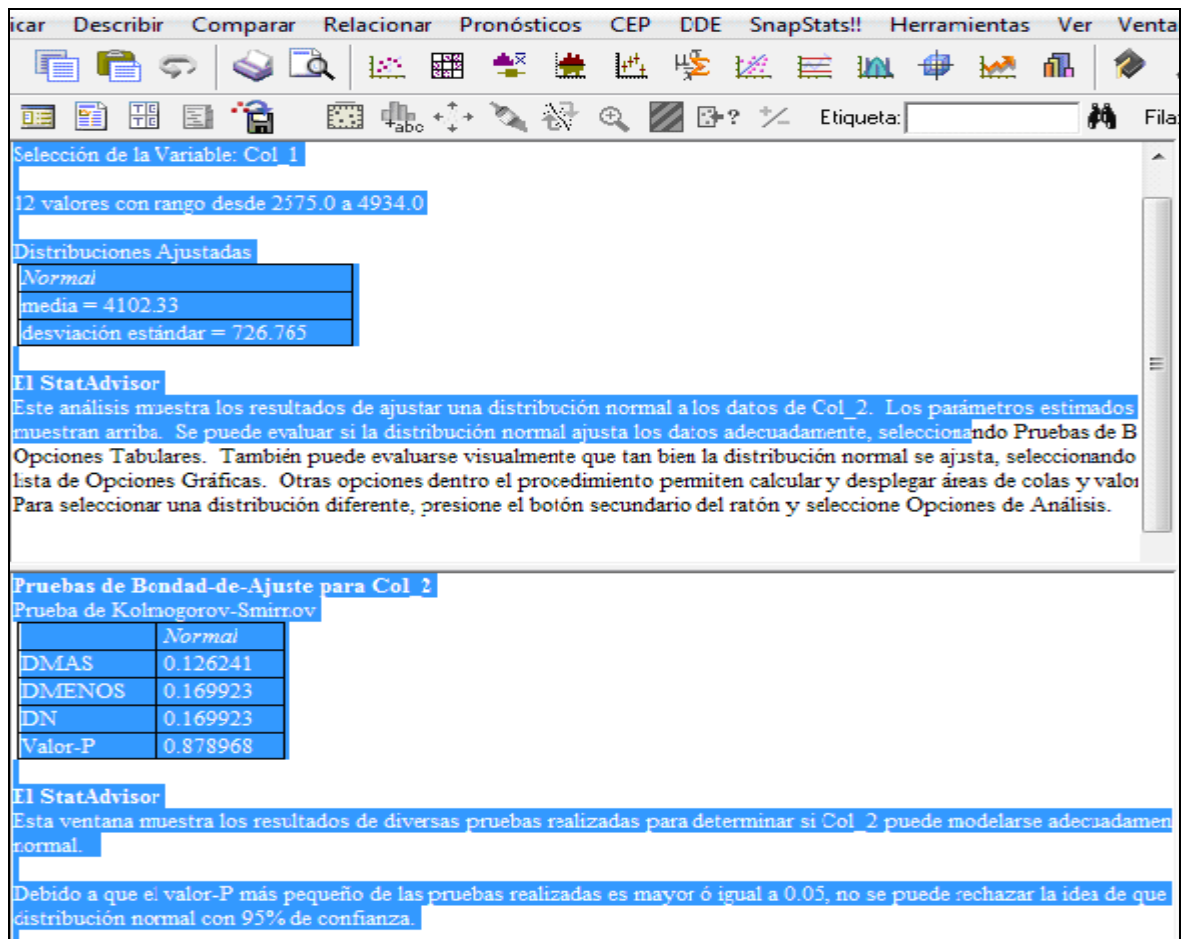 icar Describir Comparar Relacionar Pronósticos CEP DDE SnapStats!! Herramientas Ver Venta
abc ? Etiqueta: Fila:
Selección de la Variable: Col_1
12 valores con rango desde 2575.0 a 4934.0
Distribuciones Ajustadas
Normal
media = 4102.33
desviación estándar = 726.765
El StatAdvisor
Este análisis muestra los resultados de ajustar una distribución normal a los datos de Col_2. Los parámetros estimados
muestran arriba. Se puede evaluar si la distribución normal ajusta los datos adecuadamente, seleccionando Pruebas de B
Opciones Tabulares. También puede evaluarse visualmente que tan bien la distribución normal se ajusta, seleccionando
lista de Opciones Gráficas. Otras opciones dentro el procedimiento permiten calcular y desplegar áreas de colas y valor
Para seleccionar una distribución diferente, presione el botón secundario del ratón y seleccione Opciones de Análisis.
Pruebas de Bondad-de-Ajuste para Col_2
Prueba de Kolmogorov-Smirnov
Normal
DMAS 0.126241
DMENOS 0.169923
DN 0.169923
Valor-P 0.878968
El StatAdvisor
Esta ventana muestra los resultados de diversas pruebas realizadas para determinar si Col_2 puede modelarse adecuadamen
normal.
Debido a que el valor-P más pequeño de las pruebas realizadas es mayor ó igual a 0.05, no se puede rechazar la idea de que
distribución normal con 95% de confianza.